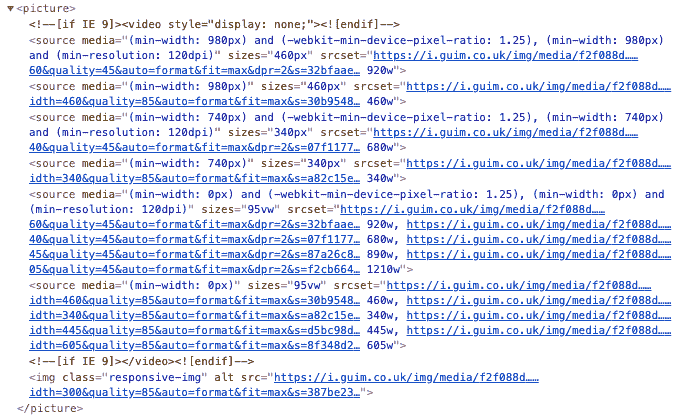 ▼<picture>
<!--[if IE 9]><video style="display: none;"><![endif]-->
<source media="(min-width: 980px) and (-webkit-min-device-pixel-ratio: 1.25), (min-width: 980px)
and (min-resolution: 120dpi)" sizes="460px" srcset="https://i.guim.co.uk/img/media/f2f088d……
60&quality=45&auto=format&fit=max&dpr=2&s=32bfaae… 920w">
<source media="(min-width: 980px)" sizes="460px" srcset="https://i.guim.co.uk/img/media/f2f088d……
idth=460&quality=85&auto=format&fit=max&s=30b9548… 460w">
<source media="(min-width: 740px) and (-webkit-min-device-pixel-ratio: 1.25), (min-width: 740px)
and (min-resolution: 120dpi)" sizes="340px" srcset="https://i.guim.co.uk/img/media/f2f088d……
40&quality=45&auto=format&fit=max&dpr=2&s=07f1177… 680w">
<source media="(min-width: 740px)" sizes="340px" srcset="https://i.guim.co.uk/img/media/f2f088d……
idth=340&quality=85&auto=format&fit=max&s=a82c15e… 340w">
<source media="(min-width: 0px) and (-webkit-min-device-pixel-ratio: 1.25), (min-width: 0px) and
(min-resolution: 120dpi)" sizes="95vw" srcset="https://i.guim.co.uk/img/media/f2f088d……
60&quality=45&auto=format&fit=max&dpr=2&s=32bfaae… 920w, https://i.guim.co.uk/img/media/f2f088d……
40&quality=45&auto=format&fit=max&dpr=2&s=07f1177… 680w, https://i.guim.co.uk/img/media/f2f088d……
45&quality=45&auto=format&fit=max&dpr=2&s=87a26c8… 890w, https://i.guim.co.uk/img/media/f2f088d……
05&quality=45&auto=format&fit=max&dpr=2&s=f2cb664… 1210w">
<source media="(min-width: 0px)" sizes="95vw" srcset="https://i.guim.co.uk/img/media/f2f088d……
idth=460&quality=85&auto=format&fit=max&s=30b9548… 460w, https://i.guim.co.uk/img/media/f2f088d……
idth=340&quality=85&auto=format&fit=max&s=a82c15e… 340w, https://i.guim.co.uk/img/media/f2f088d……
idth=445&quality=85&auto=format&fit=max&s=d5bc98d… 445w, https://i.guim.co.uk/img/media/f2f088d……
idth=605&quality=85&auto=format&fit=max&s=8f348d2… 605w">
<!--[if IE 9]></video><![endif]-->
<img class="responsive-img" alt src="https://i.guim.co.uk/img/media/f2f088d……
idth=300&quality=85&auto=format&fit=max&s=387be23…">
</picture>